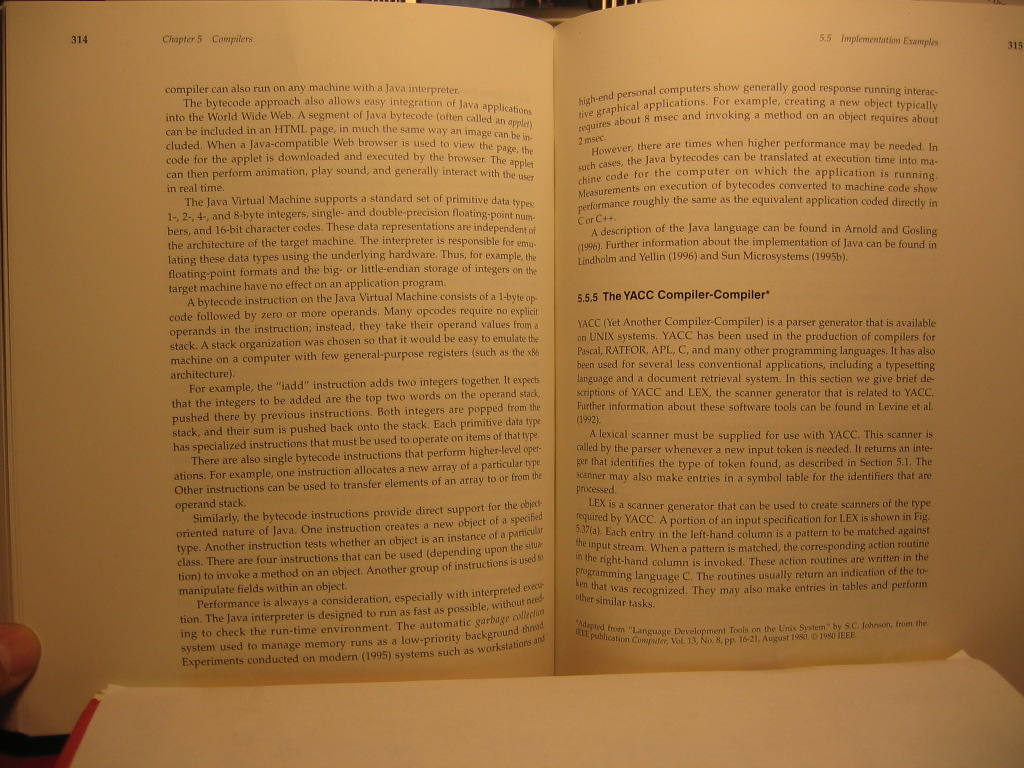 314
Chapter 5 Compilers
compiler can also run on any machine with a Java interpreter.
The bytecode approach also allows easy integration of Java applications
into the World Wide Web. A segment of Java bytecode (often called an applet)
can be included in an HTML page, in much the same way an image can be in-
cluded. When a Java-compatible Web browser is used to view the page, the
code for the applet is downloaded and executed by the browser. The applet
can then perform animation, play sound, and generally interact with the user
in real time.
The Java Virtual Machine supports a standard set of primitive data types:
1-, 2-, 4-, and 8-byte integers, single- and double-precision floating-point num-
bers, and 16-bit character codes. These data representations are independent of
the architecture of the target machine. The interpreter is responsible for emu-
lating these data types using the underlying hardware. Thus, for example, the
floating-point formats and the big- or little-endian storage of integers on the
target machine have no effect on an application program.
A bytecode instruction on the Java Virtual Machine consists of a 1-byte op-
code followed by zero or more operands. Many opcodes require no explicit
operands in the instruction; instead, they take their operand values from a
stack. A stack organization was chosen so that it would be easy to emulate the
machine on a computer with few general-purpose registers (such as the x86
architecture).
For example, the "iadd" instruction adds two integers together. It expects
that the integers to be added are the top two words on the operand stack,
pushed there by previous instructions. Both integers are popped from the
stack, and their sum is pushed back onto the stack. Each primitive data type
has specialized instructions that must be used to operate on items of that type.
There are also single bytecode instructions that perform higher-level oper-
ations. For example, one instruction allocates a new array of a particular type.
Other instructions can be used to transfer elements of an array to or from the
operand stack.
Similarly, the bytecode instructions provide direct support for the object-
oriented nature of Java. One instruction creates a new object of a specified
type. Another instruction tests whether an object is an instance of a particular
class. There are four instructions that can be used (depending upon the situa-
tion) to invoke a method on an object. Another group of instructions is used to
manipulate fields within an object.
Performance is always a consideration, especially with interpreted execu-
tion. The Java interpreter is designed to run as fast as possible, without need-
ing to check the run-time environment. The automatic garbage collection
system used to manage memory runs as a low-priority background thread.
Experiments conducted on modern (1995) systems such as workstations and
5.5 Implementation Examples
315
high-end personal computers show generally good response running interac-
tive graphical applications. For example, creating a new object typically
requires about 8 msec and invoking a method on an object requires about
2 msec.
However, there are times when higher performance may be needed. In
such cases, the Java bytecodes can be translated at execution time into ma-
chine code for the computer on which the application is running.
Measurements on execution of bytecodes converted to machine code show
performance roughly the same as the equivalent application coded directly in
C or C++.
A description of the Java language can be found in Arnold and Gosling
(1996). Further information about the implementation of Java can be found in
Lindholm and Yellin (1996) and Sun Microsystems (1995b).
5.5.5 The YACC Compiler-Compiler*
YACC (Yet Another Compiler-Compiler) is a parser generator that is available
on UNIX systems. YACC has been used in the production of compilers for
Pascal, RATFOR, APL, C, and many other programming languages. It has also
been used for several less conventional applications, including a typesetting
language and a document retrieval system. In this section we give brief de-
scriptions of YACC and LEX, the scanner generator that is related to YACC.
Further information about these software tools can be found in Levine et al.
(1992).
A lexical scanner must be supplied for use with YACC. This scanner is
called by the parser whenever a new input token is needed. It returns an inte-
ger that identifies the type of token found, as described in Section 5.1. The
scanner may also make entries in a symbol table for the identifiers that are
processed.
LEX is a scanner generator that can be used to create scanners of the type
required by YACC. A portion of an input specification for LEX is shown in Fig.
5.37(a). Each entry in the left-hand column is a pattern to be matched against
the input stream. When a pattern is matched, the corresponding action routine
in the right-hand column is invoked. These action routines are written in the
programming language C. The routines usually return an indication of the to-
ken that was recognized. They may also make entries in tables and perform
other similar tasks.
*Adapted from "Language Development Tools on the Unix System" by S.C. Johnson, from the
IEEE publication Computer, Vol. 13, No. 8, pp. 16-21, August 1980. © 1980 IEEE.